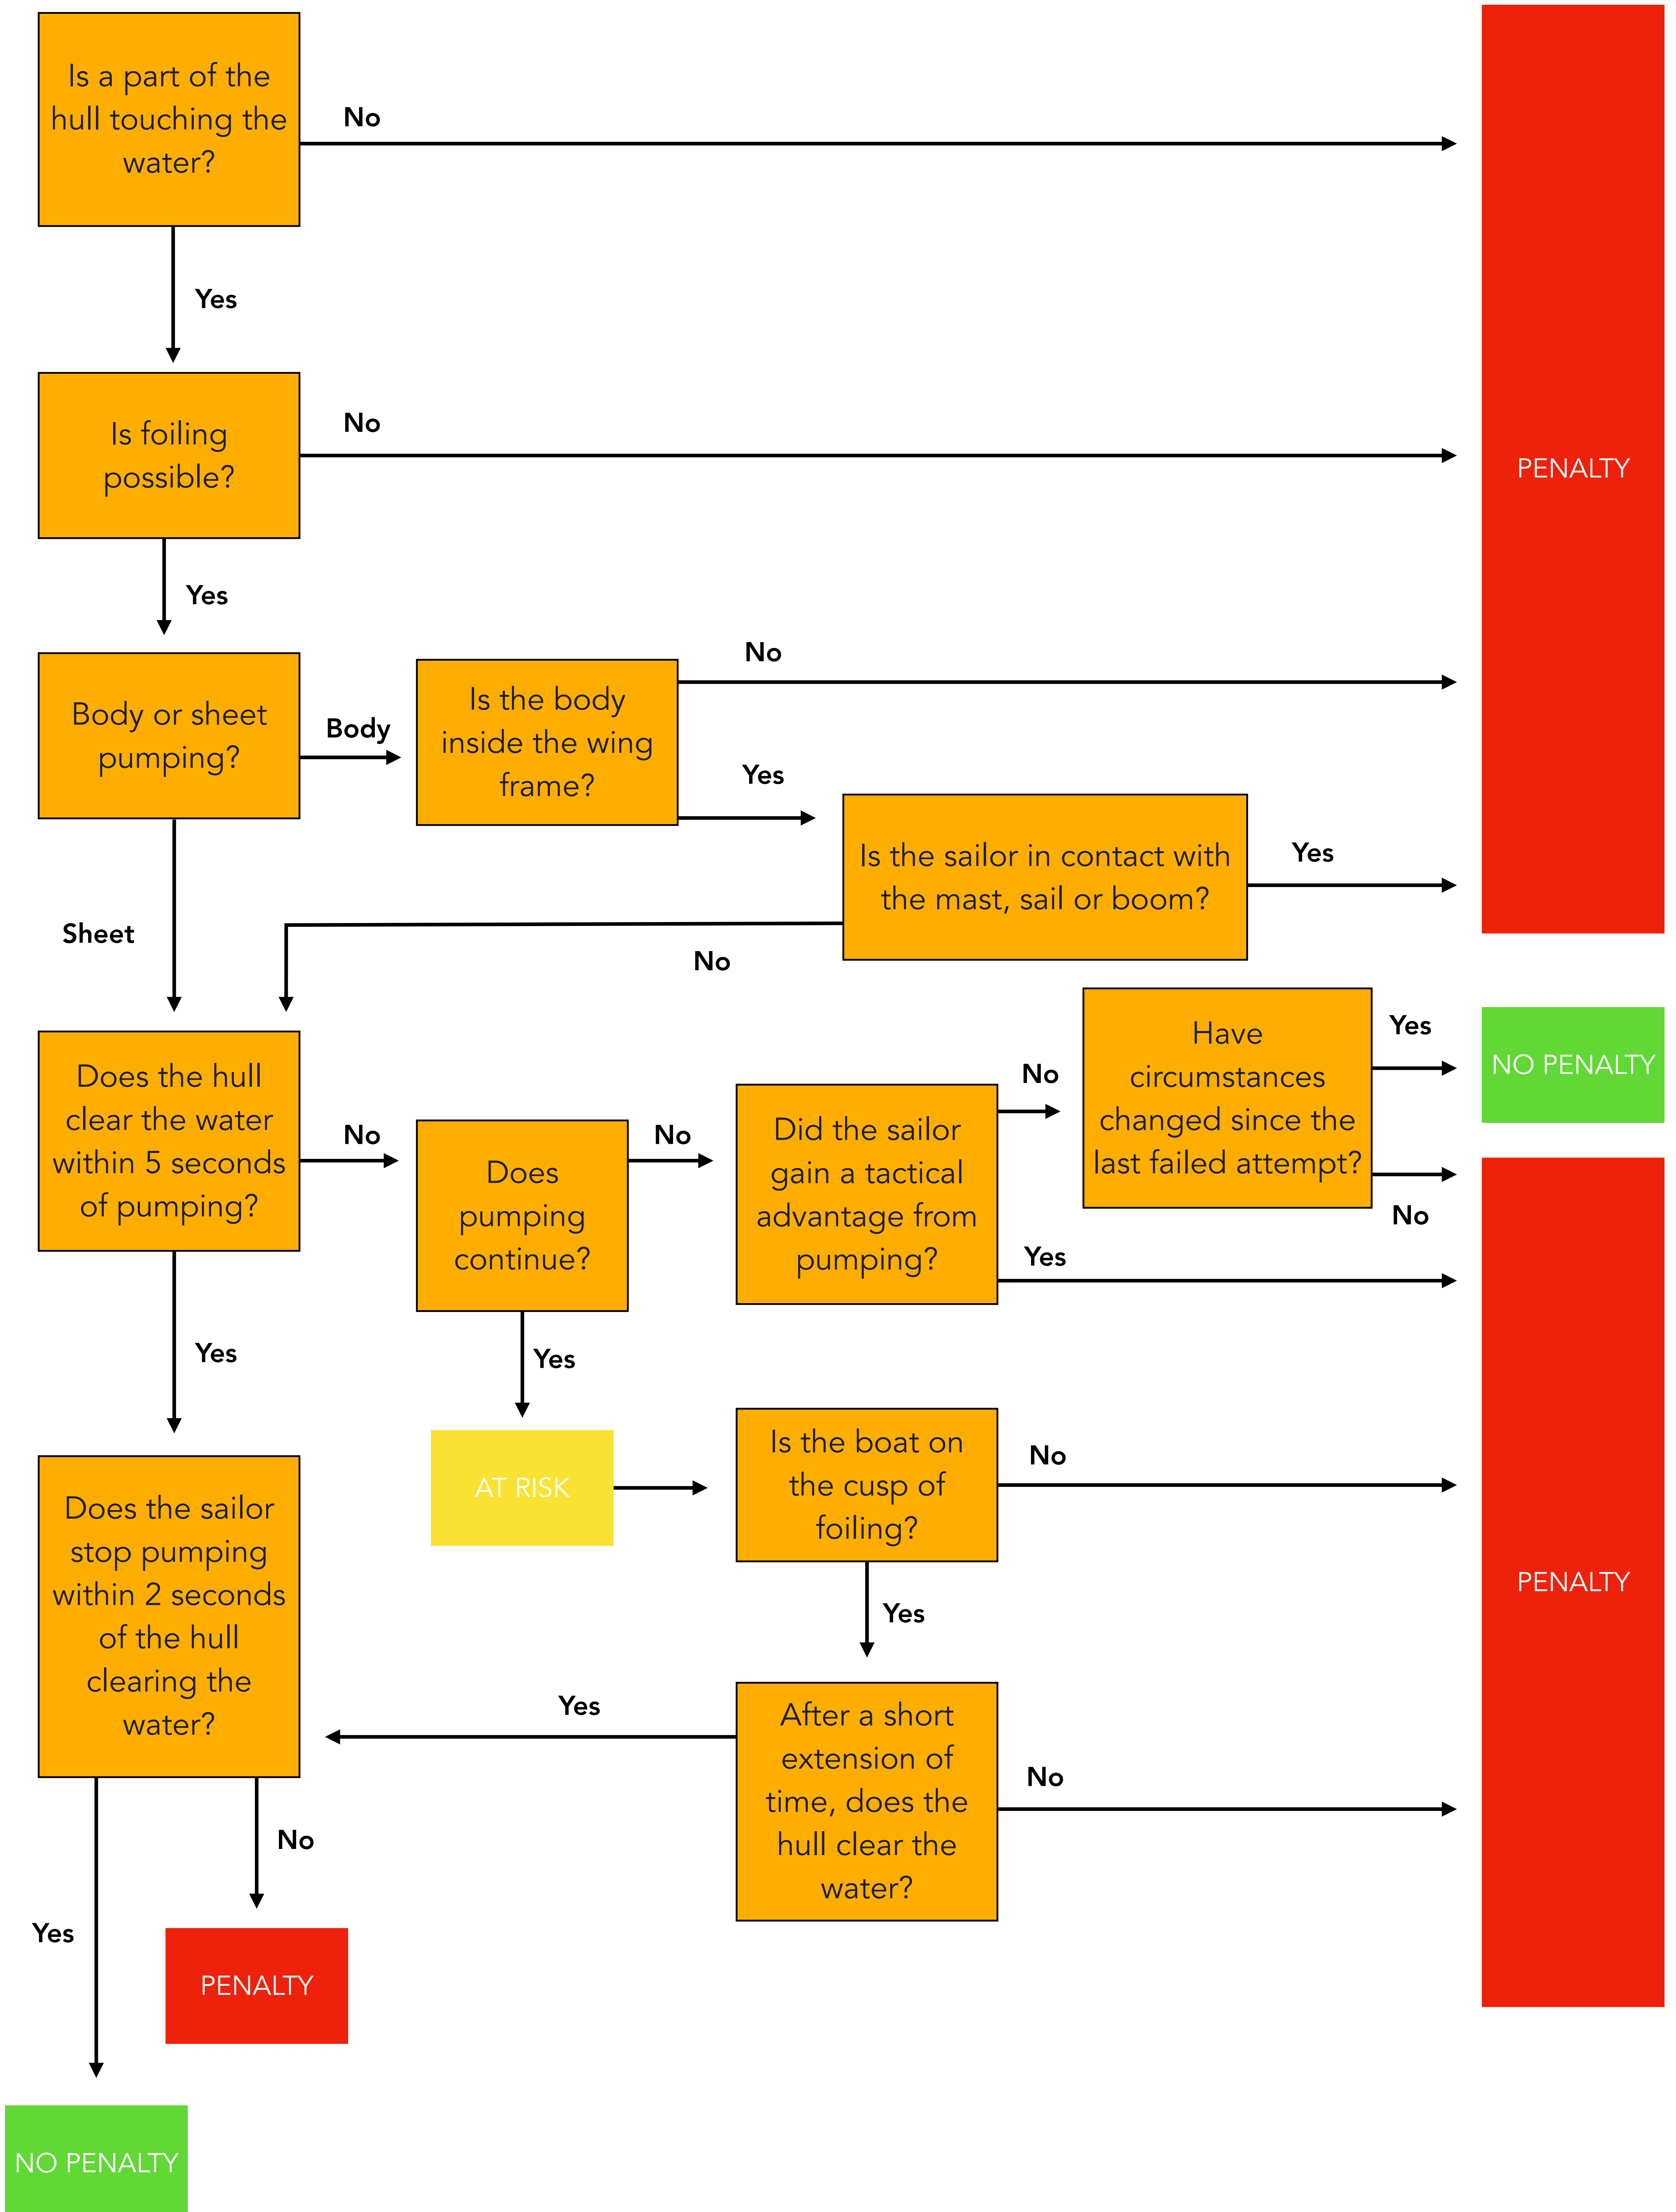 Is a part of the
hull touching the
water?
No
Yes
Is foiling
possible?
No
PENALTY
Yes
Body or sheet
pumping?
Body
Is the body
inside the wing
frame?
No
Yes
Is the sailor in contact with
the mast, sail or boom?
Yes
No
Sheet
Does the hull
clear the water
within 5 seconds
of pumping?
No
Does
pumping
continue?
No
Did the sailor
gain a tactical
advantage from
pumping?
No
Have
circumstances
changed since the
last failed attempt?
Yes
NO PENALTY
No
Yes
Yes
Yes
AT RISK
Is the boat on
the cusp of
foiling?
No
PENALTY
Yes
Does the sailor
stop pumping
within 2 seconds
of the hull
clearing the
water?
Yes
After a short
extension of
time, does the
hull clear the
water?
No
No
PENALTY
Yes
NO PENALTY